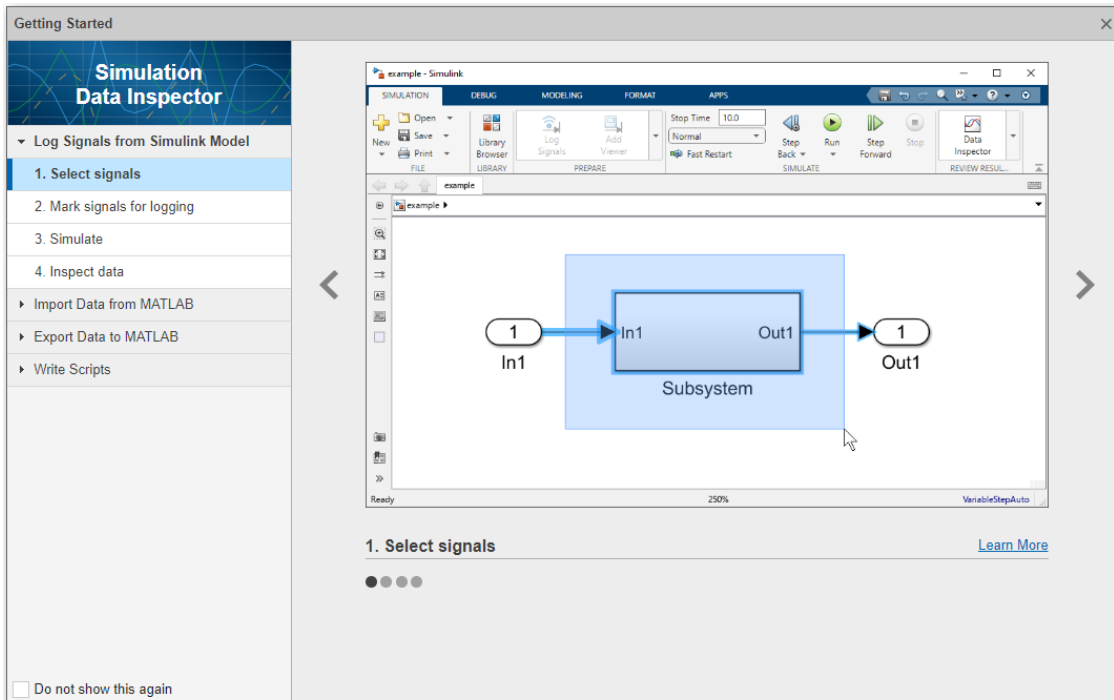 Getting Started
Simulation
Data Inspector
Log Signals from Simulink Model
1. Select signals
2. Mark signals for logging
3. Simulate
4. Inspect data
Import Data from MATLAB
Export Data to MATLAB
Write Scripts
Do not show this again
example - Simulink
SIMULATION DEBUG MODELING FORMAT APPS
New
Open
Save
Print
FILE
Library
Browser
LIBRARY
Log
Signals
Add
Viewer
PREPARE
Stop Time 10.0
Normal
Fast Restart
Step
Back
Run
Step
Forward
Stop
SIMULATE
Data
Inspector
REVIEW RESUL...
example
example
1 In1 Out1 1
In1 Subsystem Out1
Ready 250% VariableStepAuto
1. Select signals Learn More